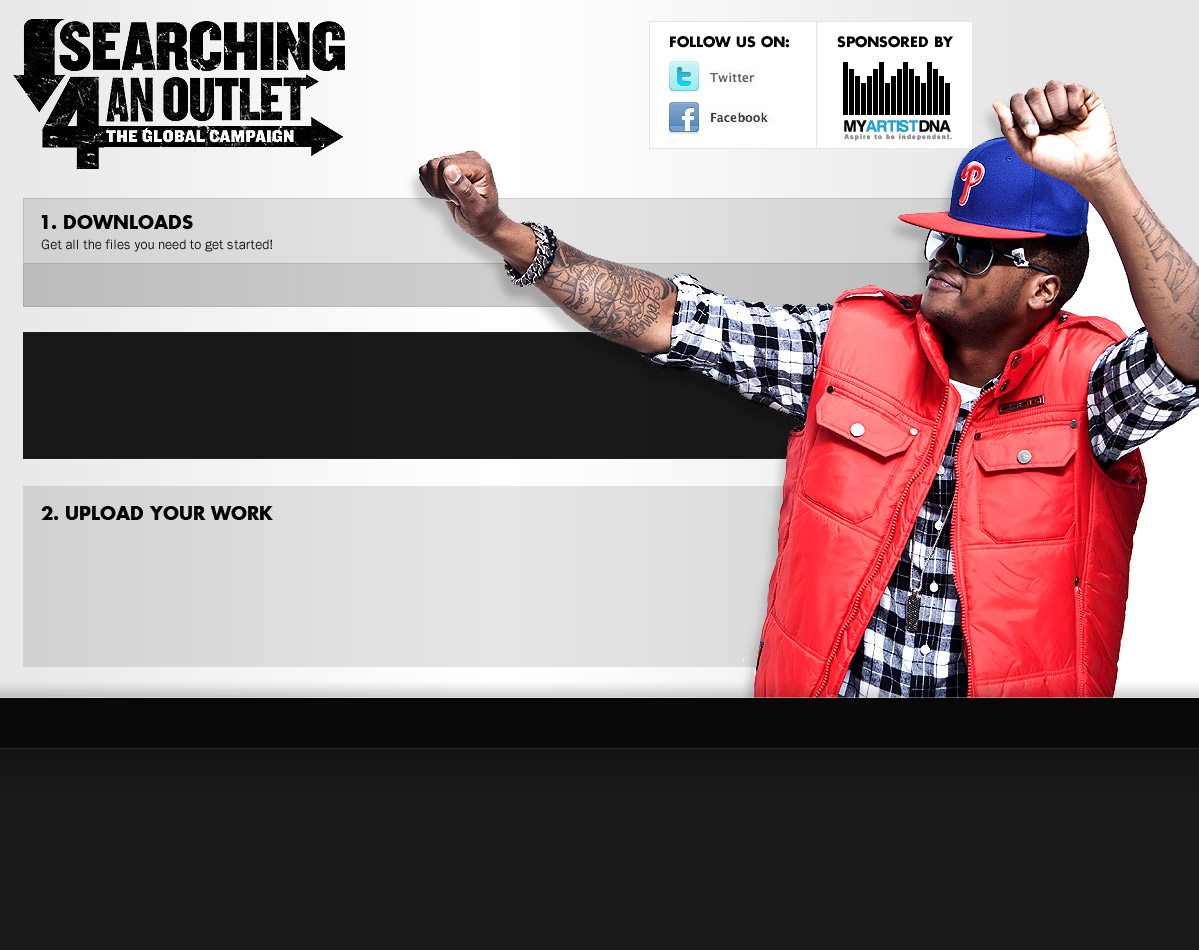 SEARCHING
4 AN OUTLET
THE GLOBAL CAMPAIGN
FOLLOW US ON:
Twitter
Facebook
SPONSORED BY
MYARTISTDNA
Aspire to be independent.
P
1. DOWNLOADS
Get all the files you need to get started!
2. UPLOAD YOUR WORK